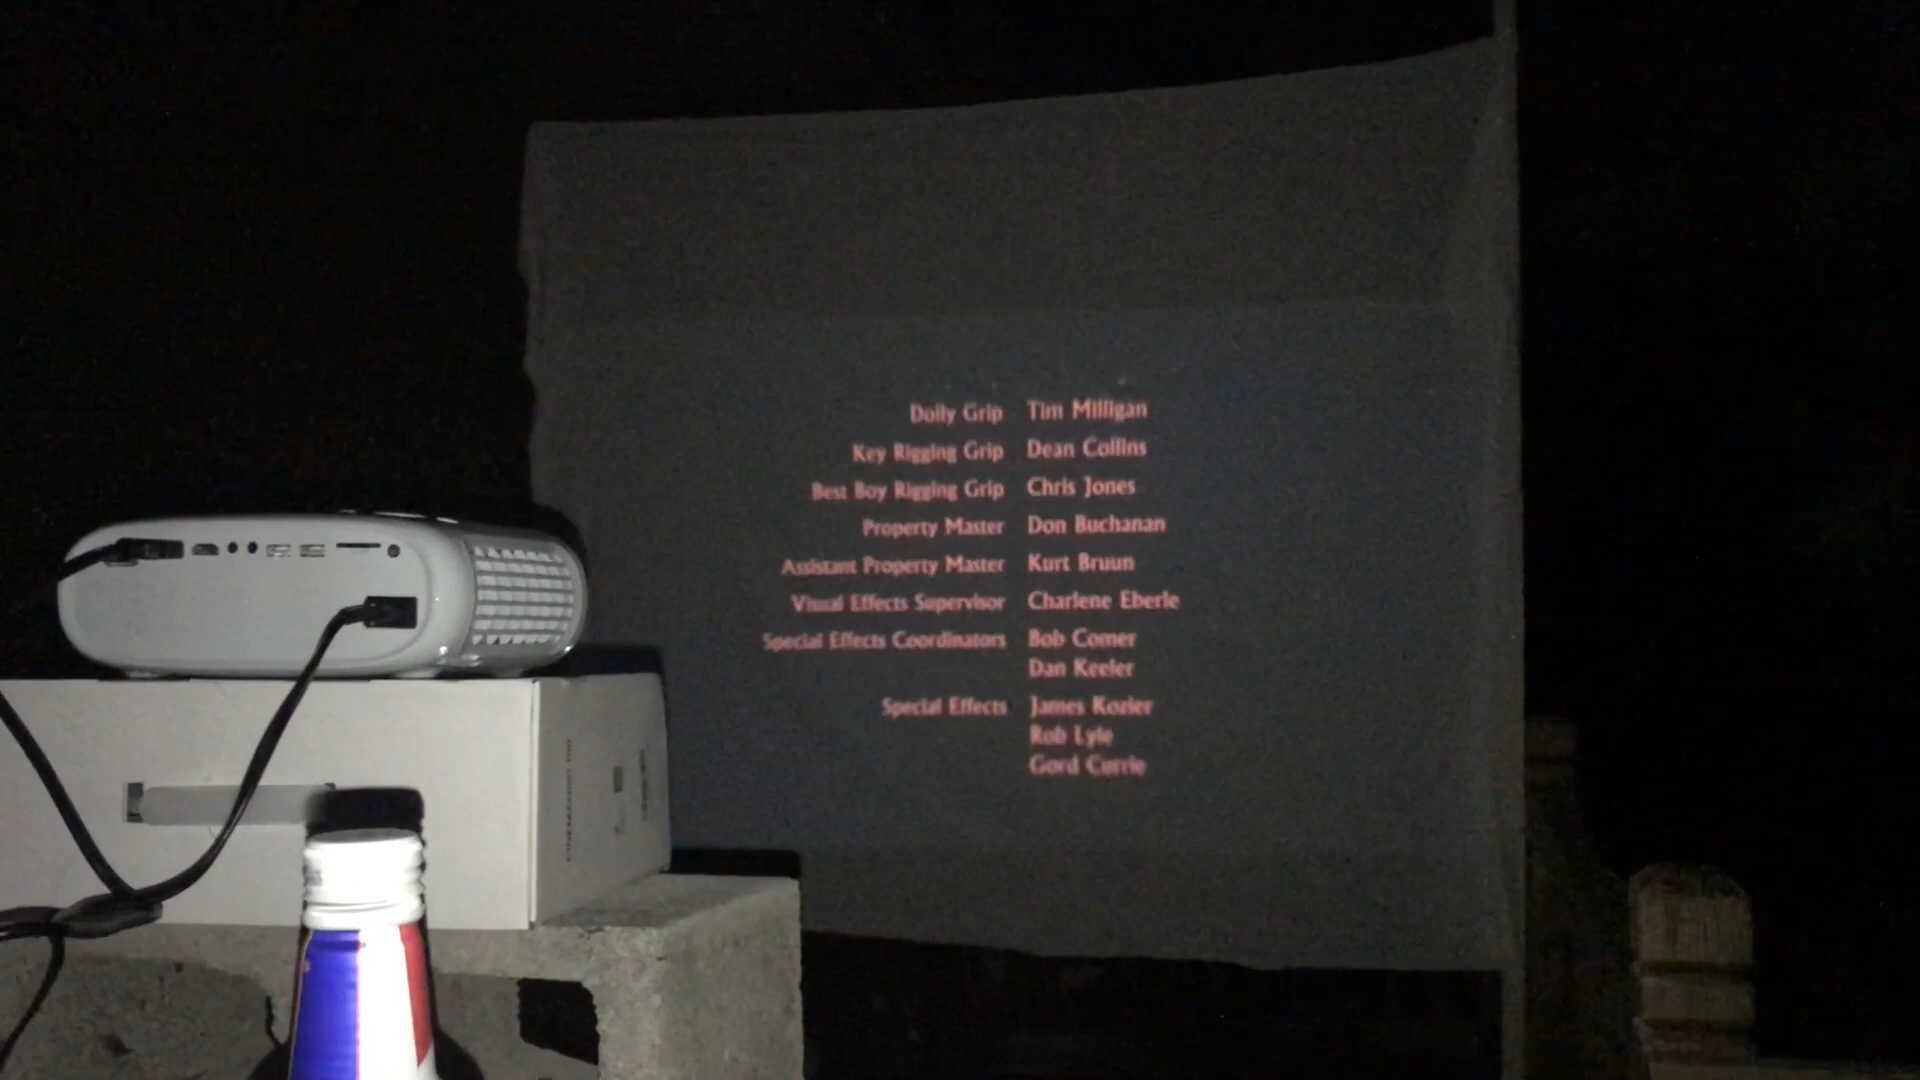 Dolly Grip Tim Milligan
Key Rigging Grip Dean Collins
Best Boy Rigging Grip Chris Jones
Property Master Don Buchanan
Assistant Property Master Kurt Bruun
Visual Effects Supervisor Charlene Eberle
Special Effects Coordinators Bob Comer
Dan Keeler
Special Effects James Kozier
Rob Lyle
Gord Currie